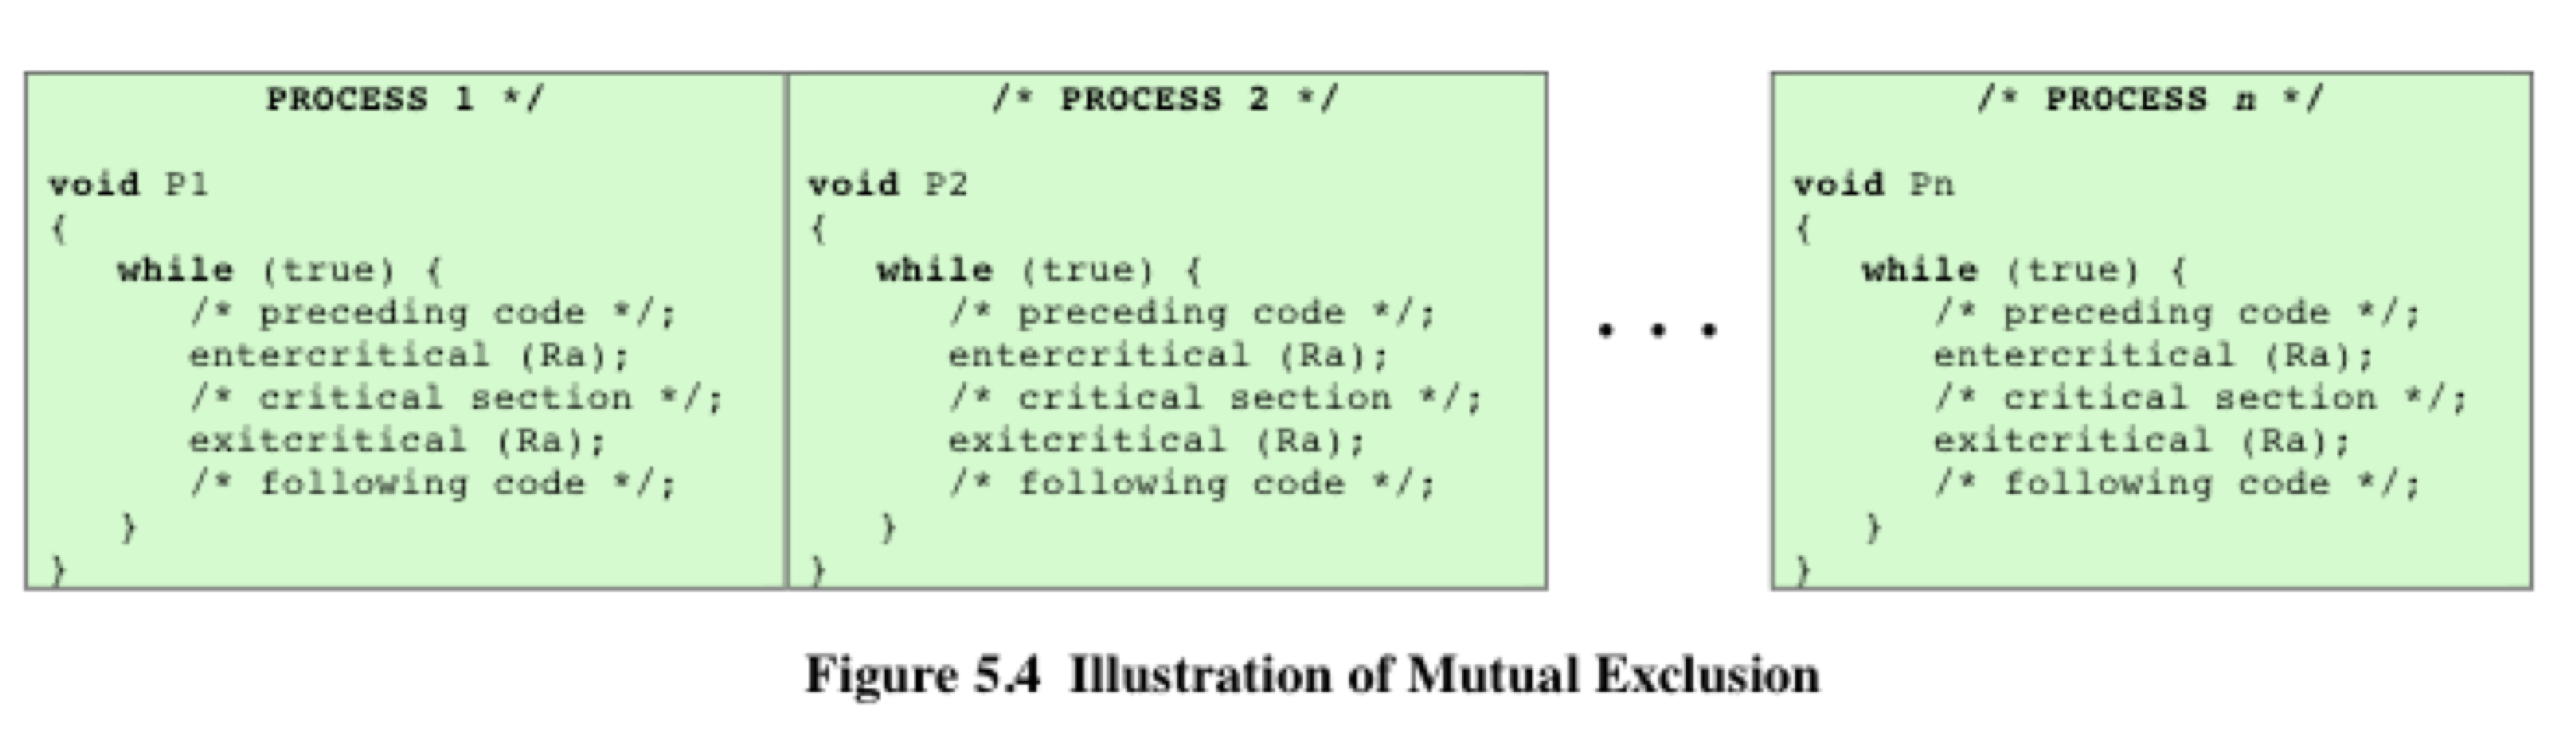 PROCESS 1 */
void P1
{
while (true) {
/* preceding code */;
entercritical (Ra);
/* critical section */;
exitcritical (Ra);
/* following code */;
}
}
/* PROCESS 2 */
void P2
{
while (true) {
/* preceding code */;
entercritical (Ra);
/* critical section */;
exitcritical (Ra);
/* following code */;
}
}
• • •
/* PROCESS n */
void Pn
{
while (true) {
/* preceding code */;
entercritical (Ra);
/* critical section */;
exitcritical (Ra);
/* following code */;
}
}
Figure 5.4 Illustration of Mutual Exclusion